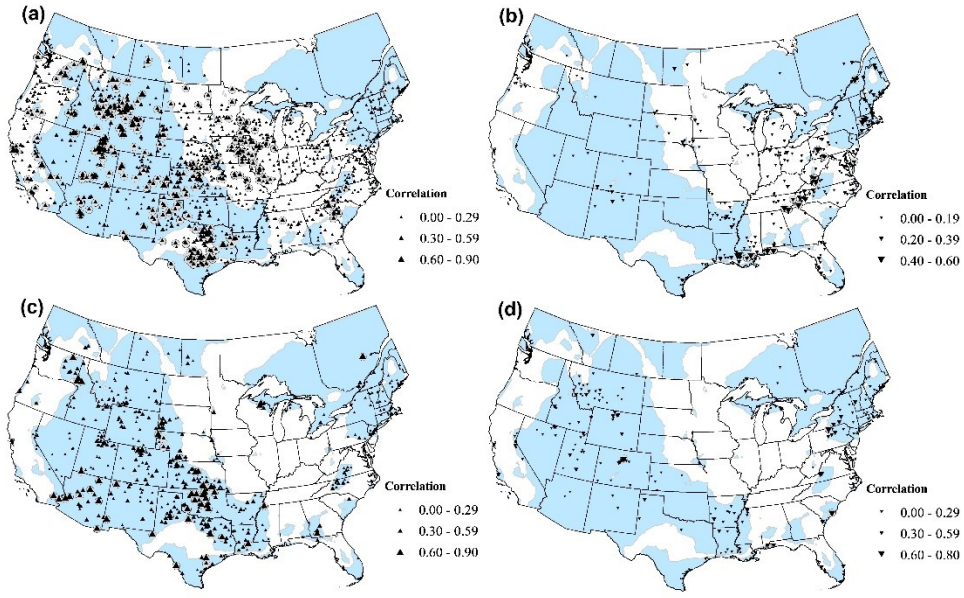 (a)
Correlation
0.00 - 0.29
0.30 - 0.59
0.60 - 0.90
(b)
Correlation
0.00 - 0.19
0.20 - 0.39
0.40 - 0.60
(c)
Correlation
0.00 - 0.29
0.30 - 0.59
0.60 - 0.90
(d)
Correlation
0.00 - 0.29
0.30 - 0.59
0.60 - 0.80